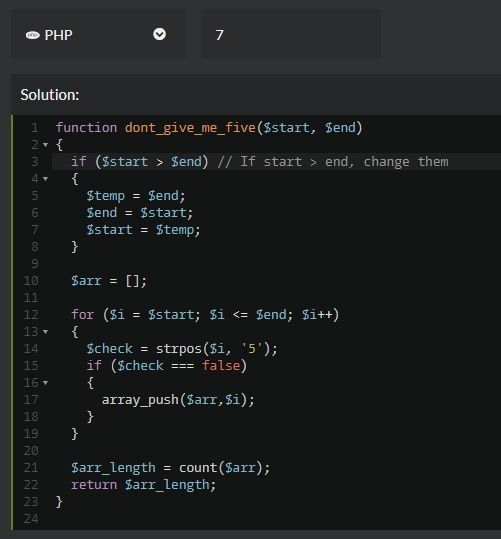 php PHP 7
Solution:
1 function dont_give_me_five($start, $end)
2 {
3 if ($start > $end) // If start > end, change them
4 {
5 $temp = $end;
6 $end = $start;
7 $start = $temp;
8 }
9
10 $arr = [];
11
12 for ($i = $start; $i <= $end; $i++)
13 {
14 $check = strpos($i, '5');
15 if ($check === false)
16 {
17 array_push($arr,$i);
18 }
19 }
20
21 $arr_length = count($arr);
22 return $arr_length;
23 }
24